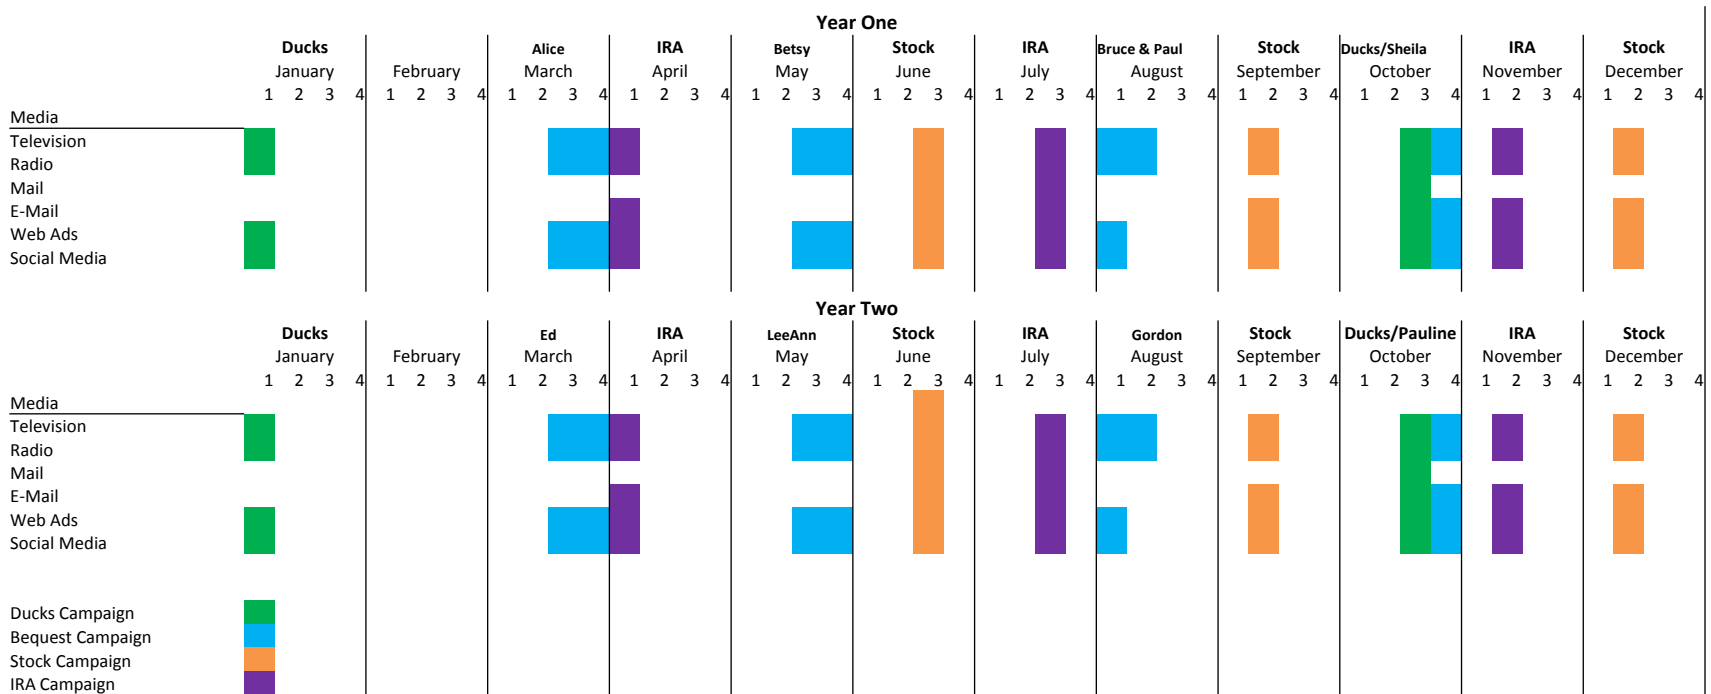 Year One
Ducks Alice IRA Betsy Stock IRA Bruce & Paul Stock Ducks/Sheila IRA Stock
January February March April May June July August September October November December
1 2 3 4 1 2 3 4 1 2 3 4 1 2 3 4 1 2 3 4 1 2 3 4 1 2 3 4 1 2 3 4 1 2 3 4 1 2 3 4 1 2 3 4 1 2 3 4
Media
Television
Radio
Mail
E-Mail
Web Ads
Social Media
Year Two
Ducks Ed IRA LeeAnn Stock IRA Gordon Stock Ducks/Pauline IRA Stock
January February March April May June July August September October November December
1 2 3 4 1 2 3 4 1 2 3 4 1 2 3 4 1 2 3 4 1 2 3 4 1 2 3 4 1 2 3 4 1 2 3 4 1 2 3 4 1 2 3 4 1 2 3 4
Media
Television
Radio
Mail
E-Mail
Web Ads
Social Media
Ducks Campaign
Bequest Campaign
Stock Campaign
IRA Campaign